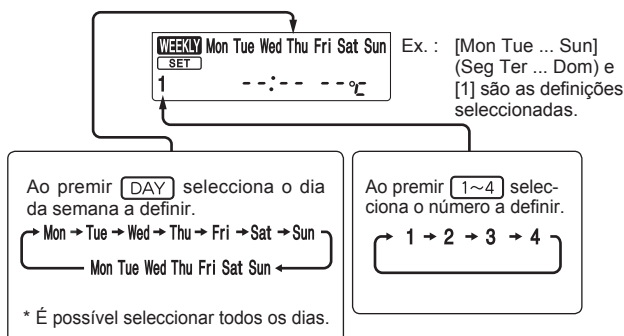 WEEKLY Mon Tue Wed Thu Fri Sat Sun
SET
1 --:-- --℃
Ex. : [Mon Tue ... Sun]
(Seg Ter ... Dom) e
[1] são as definições
seleccionadas.
Ao premir DAY selecciona o dia
da semana a definir.
Mon → Tue → Wed → Thu → Fri → Sat → Sun
Mon Tue Wed Thu Fri Sat Sun
* É possível seleccionar todos os dias.
Ao premir 1~4 selec-
ciona o número a definir.
1 → 2 → 3 → 4